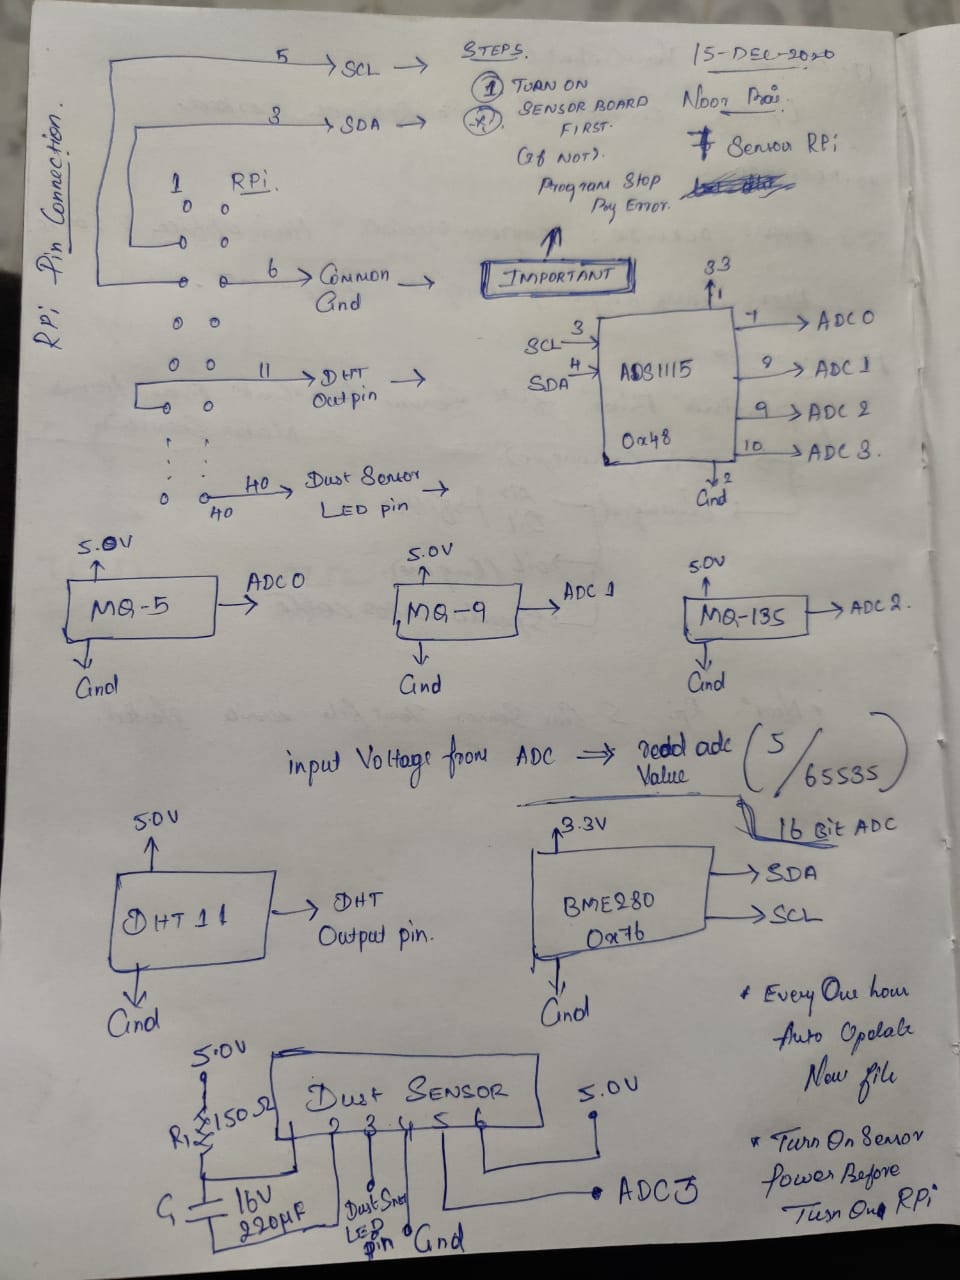 RPi Pin Connection.
5 SCL
3 SDA
1 RPi.
6 Common
Gnd
11 DHT
Out pin
40 Dust Sensor
40 LED pin
STEPS.
1 TURN ON
SENSOR BOARD
FIRST.
(If NOT).
Program Stop
Error.
IMPORTANT
15-DEC-2020
Noor
7 Sensor RPi
3.3
1
SCL 3
SDA 4
ADS1115
0x48
7 ADC 0
8 ADC 1
9 ADC 2
10 ADC 3.
2
Gnd
5.0V
MQ-5
ADC 0
Gnd
5.0V
MQ-9
ADC 1
Gnd
5.0V
MQ-135
ADC 2.
Gnd
input Voltage from ADC ⇒ read adc (5/65535)
Value
16 Bit ADC
5.0V
DHT 11
DHT
Output pin.
Gnd
3.3V
BME280
0x76
SDA
SCL
Gnd
* Every One hour
Auto Update
New file
5.0V
Dust SENSOR
R1 150 Ω
1 2 3 4 5 6
5.0V
C1 16V
220µF
Dust Snsr
LED
pin
Gnd
ADC3
* Turn On Sensor
Power Before
Turn On RPi